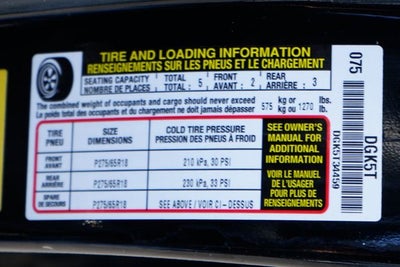 TIRE AND LOADING INFORMATION
RENSEIGNEMENTS SUR LES PNEUS ET LE CHARGEMENT
SEATING CAPACITY
NOMBRE DE PLACES
TOTAL : 5
TOTAL
FRONT : 2
AVANT
REAR : 3
ARRIÈRE
The combined weight of occupants and cargo should never exceed
Le poids total des occupants et du chargement ne doit jamais dépasser
575 kg or 1270 lbs.
kg ou lb.
TIRE
PNEU
SIZE
DIMENSIONS
COLD TIRE PRESSURE
PRESSION DES PNEUS À FROID
FRONT
AVANT
P275/65R18
210 kPa, 30 PSI
REAR
ARRIÈRE
P275/65R18
230 kPa, 33 PSI
SPARE
DE SECOURS
P275/65R18
SEE ABOVE / VOIR CI - DESSUS
SEE OWNER'S
MANUAL FOR
ADDITIONAL
INFORMATION
VOIR LE MANUEL
DE L'USAGER
POUR PLUS DE
RENSEIGNEMENTS
DGK5T34459
075
DGK5T